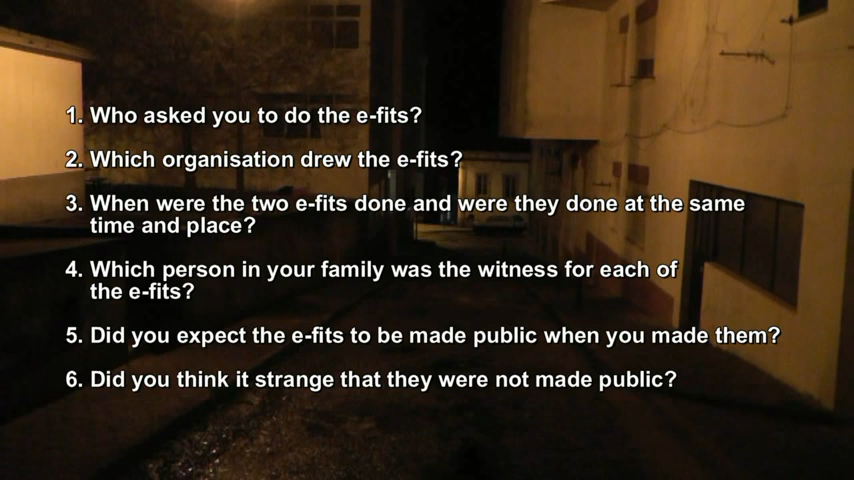 1. Who asked you to do the e-fits?
2. Which organisation drew the e-fits?
3. When were the two e-fits done and were they done at the same
time and place?
4. Which person in your family was the witness for each of
the e-fits?
5. Did you expect the e-fits to be made public when you made them?
6. Did you think it strange that they were not made public?